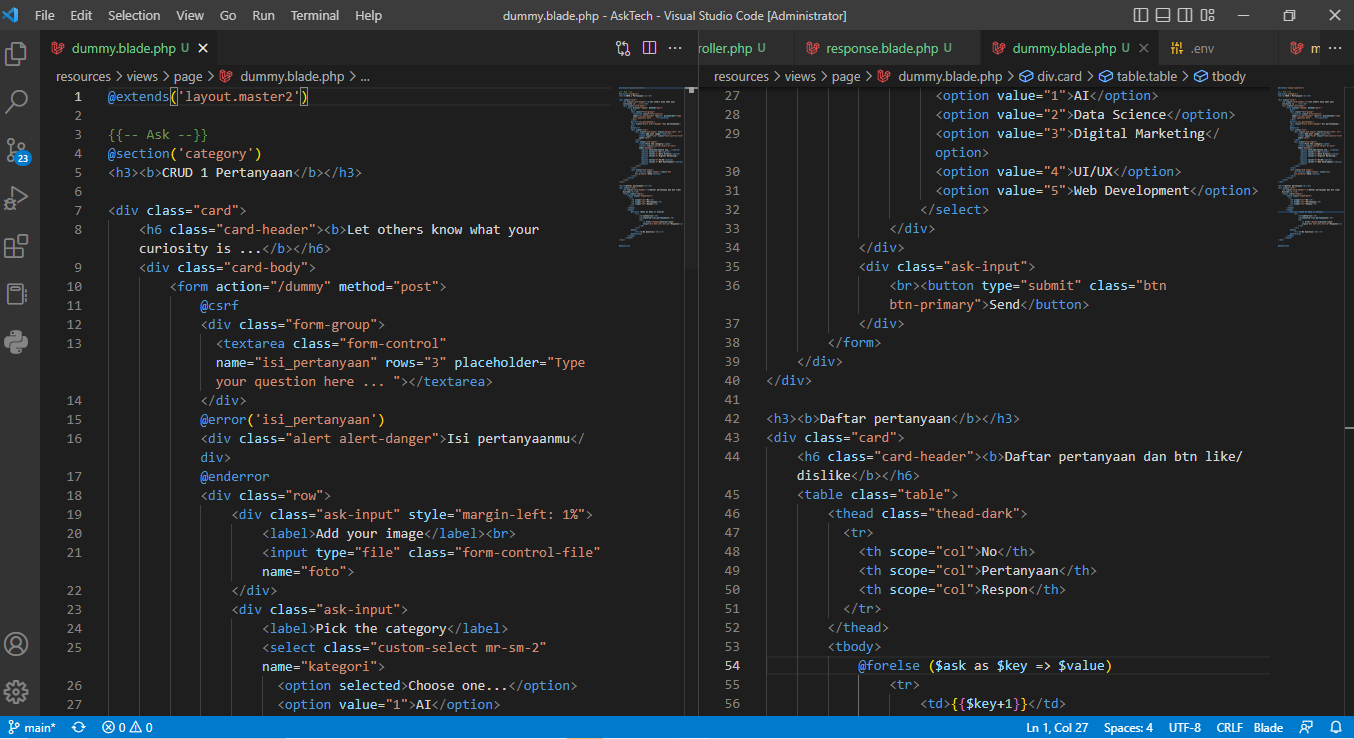 File Edit Selection View Go Run Terminal Help
dummy.blade.php - AskTech - Visual Studio Code [Administrator]
dummy.blade.php U
resources > views > page > dummy.blade.php > ...
1 @extends('layout.master2')
2
3 {{-- Ask --}}
4 @section('category')
5 <h3><b>CRUD 1 Pertanyaan</b></h3>
6
7 <div class="card">
8 <h6 class="card-header"><b>Let others know what your
curiosity is ...</b></h6>
9 <div class="card-body">
10 <form action="/dummy" method="post">
11 @csrf
12 <div class="form-group">
13 <textarea class="form-control"
name="isi_pertanyaan" rows="3" placeholder="Type
your question here ... "></textarea>
14 </div>
15 @error('isi_pertanyaan')
16 <div class="alert alert-danger">Isi pertanyaanmu</
div>
17 @enderror
18 <div class="row">
19 <div class="ask-input" style="margin-left: 1%">
20 <label>Add your image</label><br>
21 <input type="file" class="form-control-file"
name="foto">
22 </div>
23 <div class="ask-input">
24 <label>Pick the category</label>
25 <select class="custom-select mr-sm-2"
name="kategori">
26 <option selected>Choose one...</option>
27 <option value="1">AI</option>
roller.php U
response.blade.php U
dummy.blade.php U
.env
m
resources > views > page > dummy.blade.php > div.card > table.table > tbody
27 <option value="1">AI</option>
28 <option value="2">Data Science</option>
29 <option value="3">Digital Marketing</
option>
30 <option value="4">UI/UX</option>
31 <option value="5">Web Development</option>
32 </select>
33 </div>
34 </div>
35 <div class="ask-input">
36 <br><button type="submit" class="btn
btn-primary">Send</button>
37 </div>
38 </form>
39 </div>
40 </div>
41
42 <h3><b>Daftar pertanyaan</b></h3>
43 <div class="card">
44 <h6 class="card-header"><b>Daftar pertanyaan dan btn like/
dislike</b></h6>
45 <table class="table">
46 <thead class="thead-dark">
47 <tr>
48 <th scope="col">No</th>
49 <th scope="col">Pertanyaan</th>
50 <th scope="col">Respon</th>
51 </tr>
52 </thead>
53 <tbody>
54 @forelse ($ask as $key => $value)
55 <tr>
56 <td>{{$key+1}}</td>
23
main* 0 0 Ln 1, Col 27 Spaces: 4 UTF-8 CRLF Blade